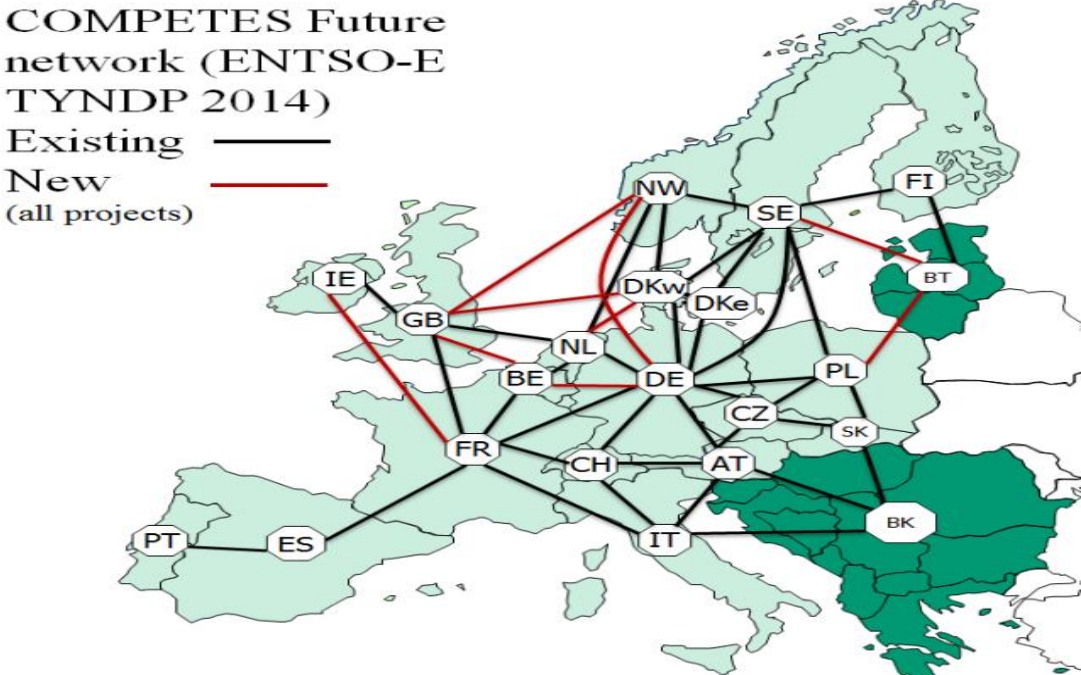 COMPETES Future
network (ENTSO-E
TYNDP 2014)
Existing
New
(all projects)
NW
FI
SE
IE
DKw
BT
DKe
GB
NL
BE
DE
PL
CZ
SK
FR
CH
AT
BK
PT
ES
IT